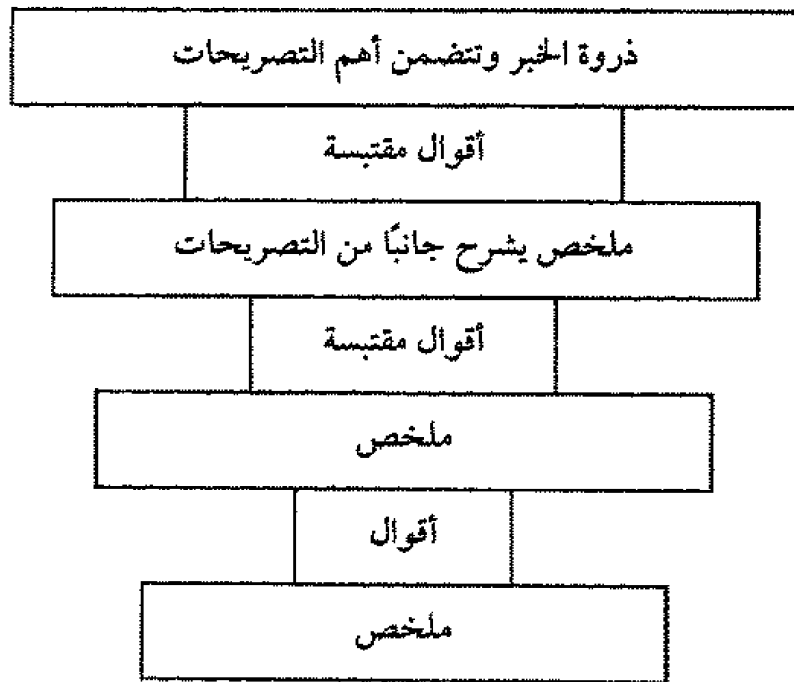 ذروة الخبر وتتضمن أهم التصريحات
أقوال مقتبسة
ملخص يشرح جانبًا من التصريحات
أقوال مقتبسة
ملخص
أقوال
ملخص